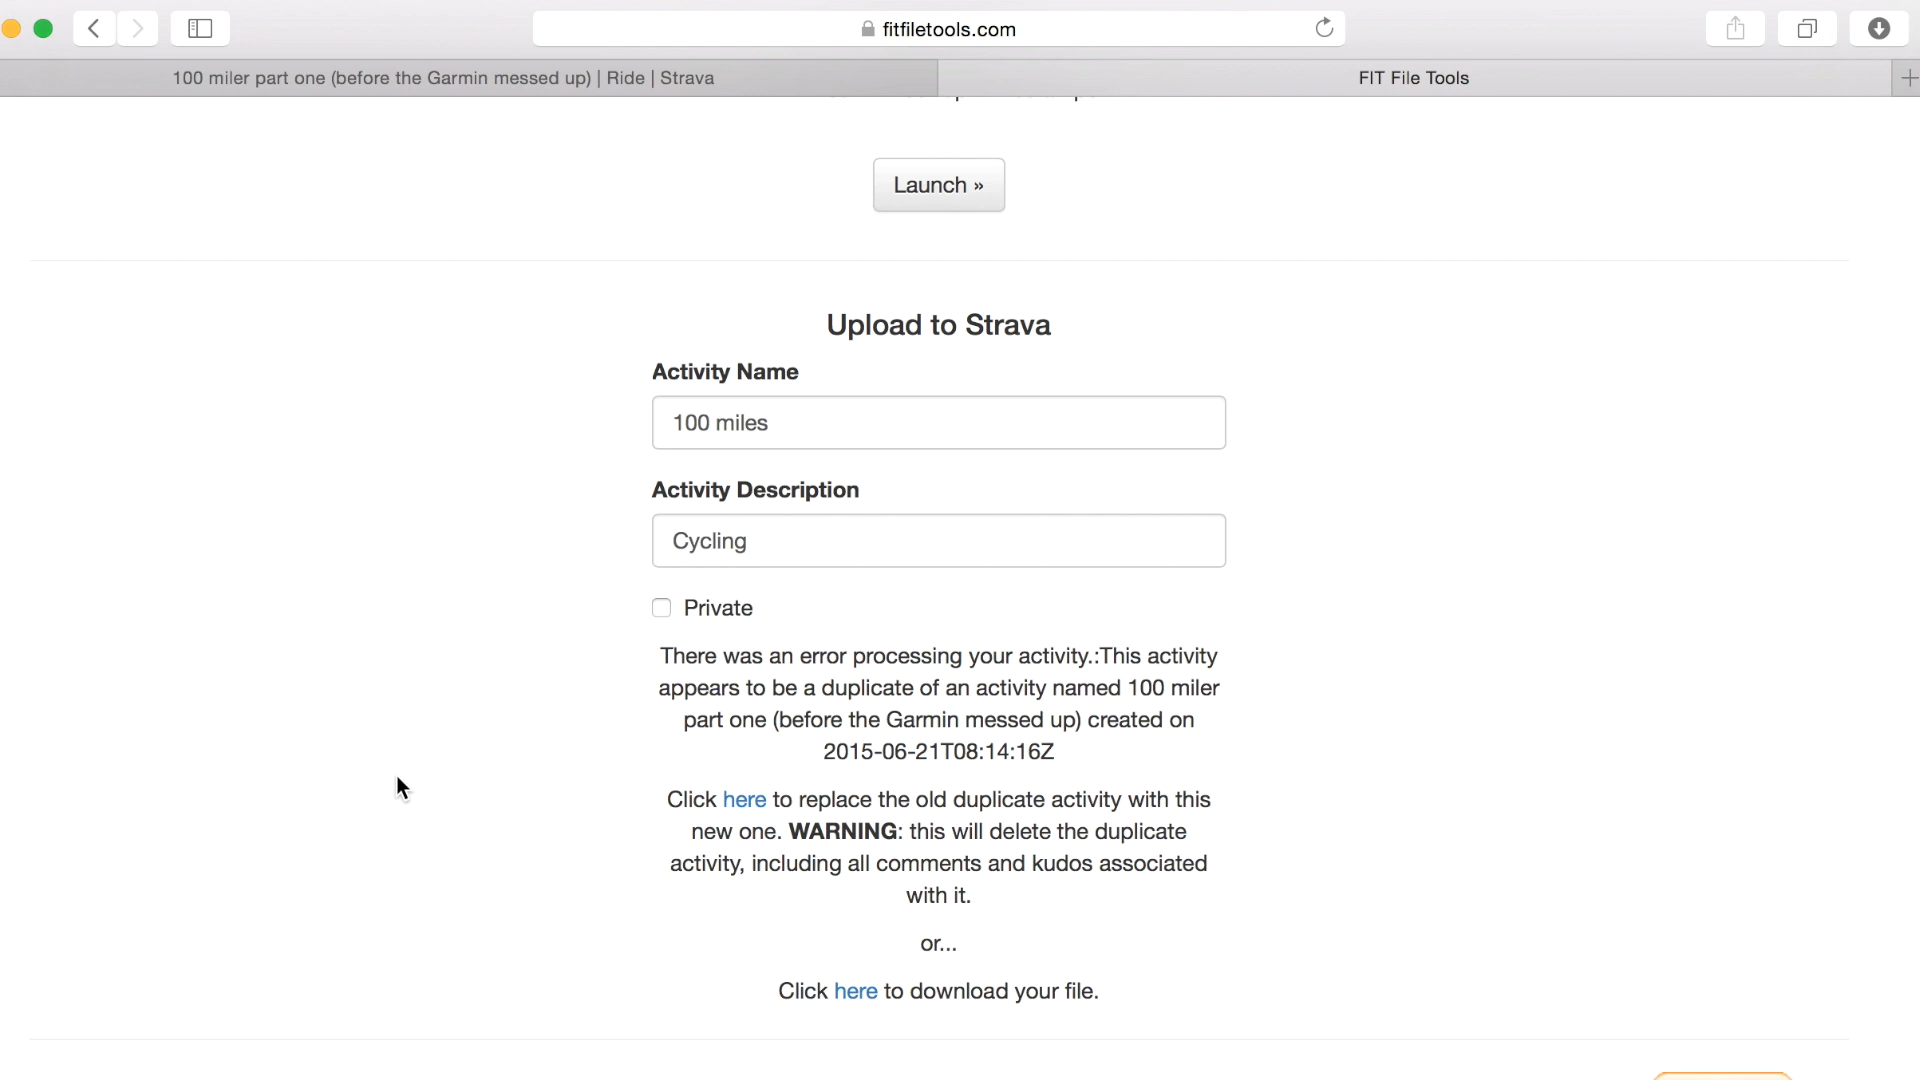 fitfiletools.com
100 miler part one (before the Garmin messed up) | Ride | Strava
FIT File Tools
Launch »
Upload to Strava
Activity Name
100 miles
Activity Description
Cycling
Private
There was an error processing your activity.:This activity
appears to be a duplicate of an activity named 100 miler
part one (before the Garmin messed up) created on
2015-06-21T08:14:16Z
Click here to replace the old duplicate activity with this
new one. WARNING: this will delete the duplicate
activity, including all comments and kudos associated
with it.
or...
Click here to download your file.